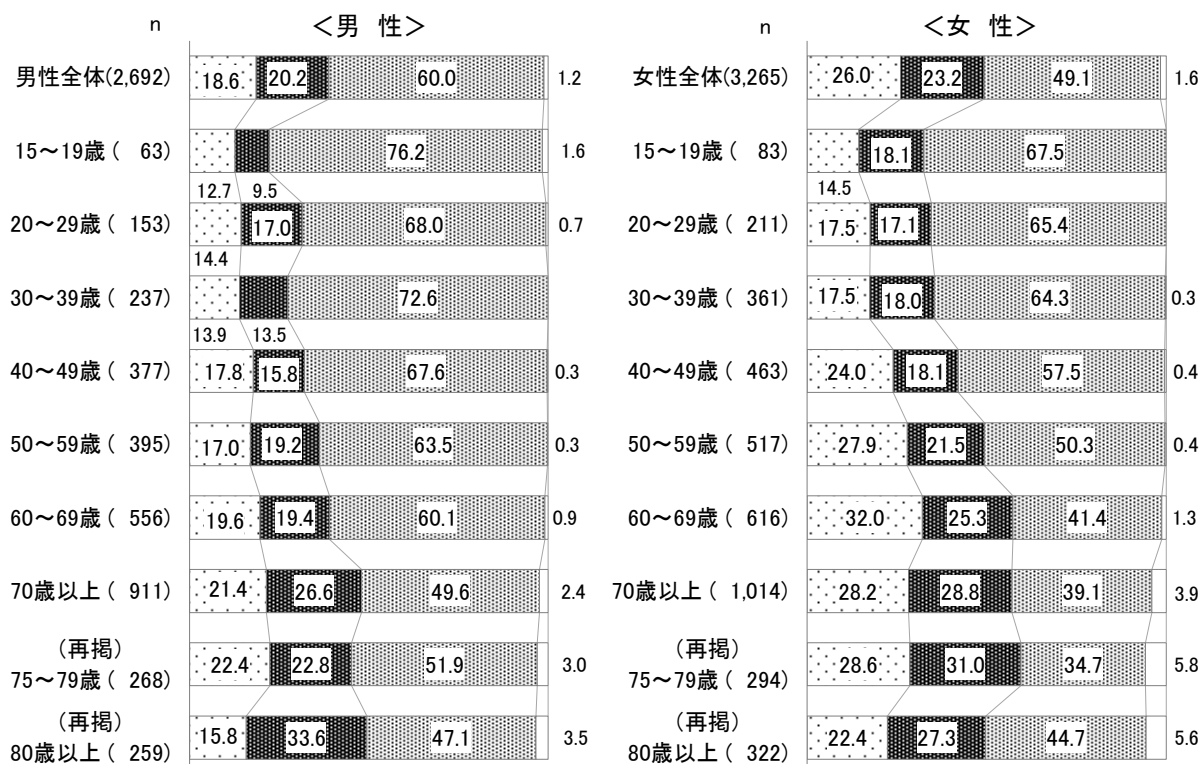 n ＜男 性＞
男性全体(2,692) 18.6 20.2 60.0 1.2
15～19歳( 63) 76.2 1.6
12.7 9.5
20～29歳( 153) 17.0 68.0 0.7
14.4
30～39歳( 237) 72.6
13.9 13.5
40～49歳( 377) 17.8 15.8 67.6 0.3
50～59歳( 395) 17.0 19.2 63.5 0.3
60～69歳( 556) 19.6 19.4 60.1 0.9
70歳以上( 911) 21.4 26.6 49.6 2.4
(再掲)
75～79歳( 268) 22.4 22.8 51.9 3.0
(再掲)
80歳以上( 259) 15.8 33.6 47.1 3.5
n ＜女 性＞
女性全体(3,265) 26.0 23.2 49.1 1.6
15～19歳( 83) 18.1 67.5
14.5
20～29歳( 211) 17.5 17.1 65.4
30～39歳( 361) 17.5 18.0 64.3 0.3
40～49歳( 463) 24.0 18.1 57.5 0.4
50～59歳( 517) 27.9 21.5 50.3 0.4
60～69歳( 616) 32.0 25.3 41.4 1.3
70歳以上( 1,014) 28.2 28.8 39.1 3.9
(再掲)
75～79歳( 294) 28.6 31.0 34.7 5.8
(再掲)
80歳以上( 322) 22.4 27.3 44.7 5.6